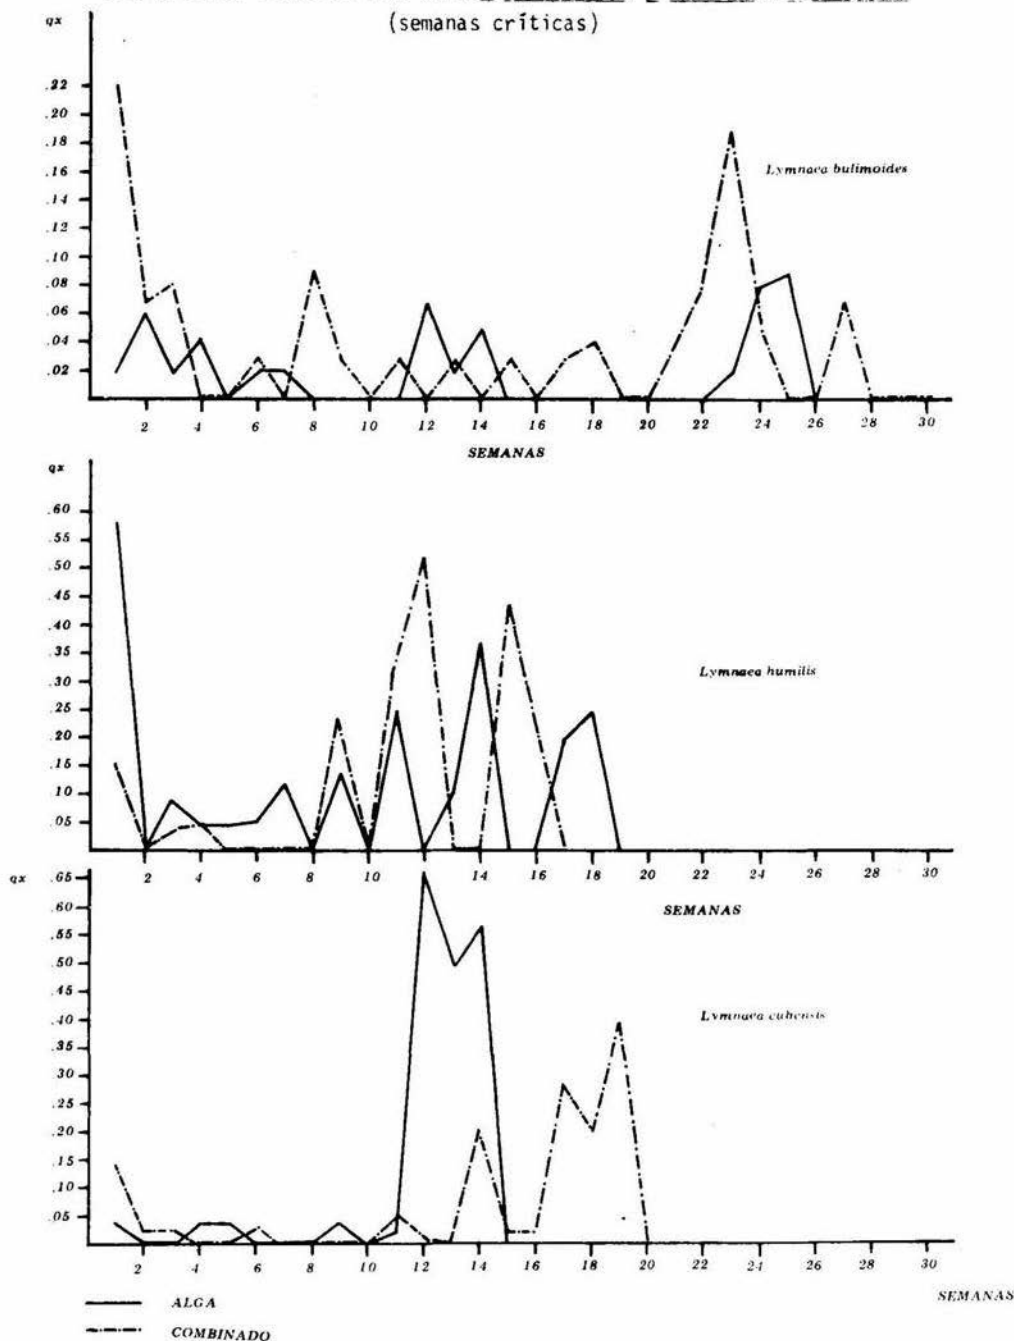 (semanas críticas)
qx
.22
.20
.18
.16
.14
.12
.10
.08
.06
.04
.02
Lymnaea bulimoides
2 4 6 8 10 12 14 16 18 20 22 24 26 28 30
SEMANAS
qx
.60
.55
.50
.45
.40
.35
.30
.25
.20
.15
.10
.05
Lymnaea humilis
2 4 6 8 10 14 16 18 20 22 24 26 28 30
SEMANAS
qx
.65
.60
.55
.50
.45
.40
.35
.30
.25
.20
.15
.10
.05
Lymnaea cubensis
2 4 6 8 10 12 14 16 18 20 22 24 26 28 30
SEMANAS
ALGA
COMBINADO